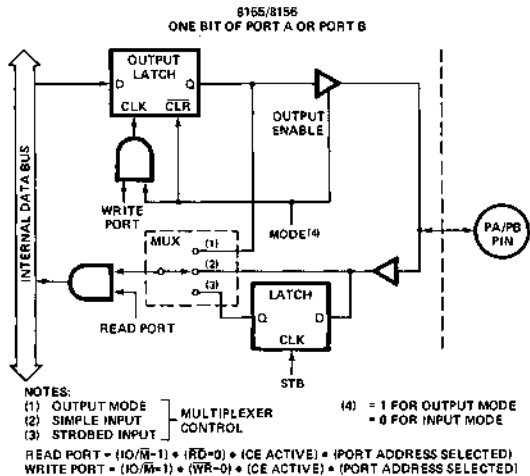 8155/8156
ONE BIT OF PORT A OR PORT B
OUTPUT
LATCH
D
Q
CLK
CLR
OUTPUT
ENABLE
INTERNAL DATA BUS
WRITE
PORT
MODE(4)
PA/PB
PIN
MUX
(1)
(2)
(3)
READ PORT
LATCH
Q
D
CLK
STB
NOTES:
(1) OUTPUT MODE
(2) SIMPLE INPUT
(3) STROBED INPUT
MULTIPLEXER
CONTROL
(4) = 1 FOR OUTPUT MODE
= 0 FOR INPUT MODE
READ PORT = (IO/M̅=1) • (R̅D̅=0) • (CE ACTIVE) • (PORT ADDRESS SELECTED)
WRITE PORT = (IO/M̅=1) • (W̅R̅=0) • (CE ACTIVE) • (PORT ADDRESS SELECTED)